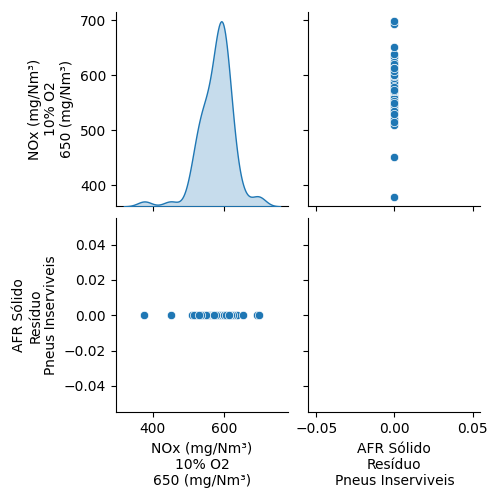 700
600
500
400
NOx (mg/Nm³)
10% O2
650 (mg/Nm³)
0.04
0.02
0.00
−0.02
−0.04
AFR Sólido
Resíduo
Pneus Inserviveis
400
600
NOx (mg/Nm³)
10% O2
650 (mg/Nm³)
−0.05
0.00
0.05
AFR Sólido
Resíduo
Pneus Inserviveis